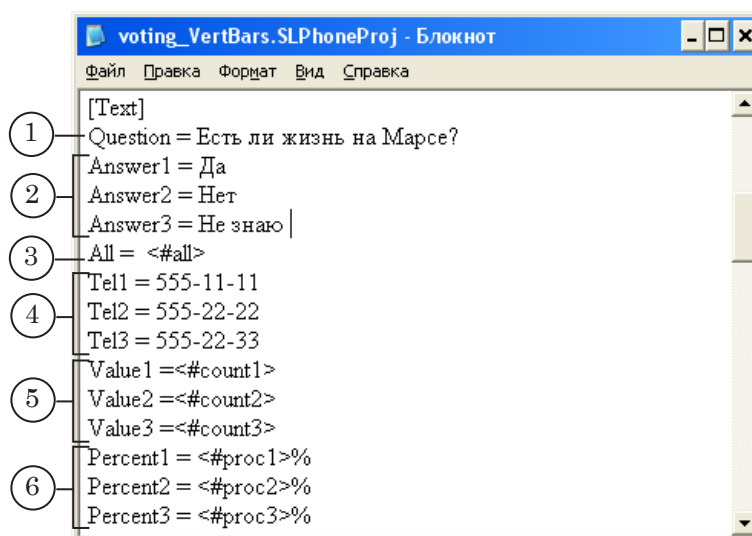 voting_VertBars.SLPhoneProj - Блокнот
Файл Правка Формат Вид Справка
[Text]
1 Question = Есть ли жизнь на Марсе?
Answer1 = Да
2 Answer2 = Нет
Answer3 = Не знаю
3 All = <#all>
Tel1 = 555-11-11
4 Tel2 = 555-22-22
Tel3 = 555-22-33
Value1 =<#count1>
5 Value2 =<#count2>
Value3 =<#count3>
Percent1 = <#proc1>%
6 Percent2 = <#proc2>%
Percent3 = <#proc3>%